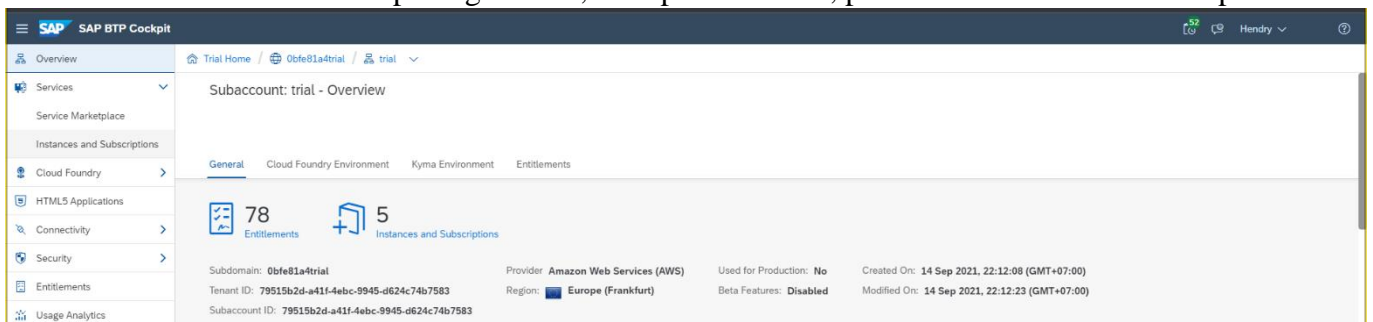 SAP SAP BTP Cockpit 52 Hendry
Overview
Services
Service Marketplace
Instances and Subscriptions
Cloud Foundry
HTML5 Applications
Connectivity
Security
Entitlements
Usage Analytics
Trial Home / 0bfe81a4trial / trial
Subaccount: trial - Overview
General Cloud Foundry Environment Kyma Environment Entitlements
78 Entitlements
5 Instances and Subscriptions
Subdomain: 0bfe81a4trial
Tenant ID: 79515b2d-a41f-4ebc-9945-d624c74b7583
Subaccount ID: 79515b2d-a41f-4ebc-9945-d624c74b7583
Provider Amazon Web Services (AWS)
Region: Europe (Frankfurt)
Used for Production: No
Beta Features: Disabled
Created On: 14 Sep 2021, 22:12:08 (GMT+07:00)
Modified On: 14 Sep 2021, 22:12:23 (GMT+07:00)